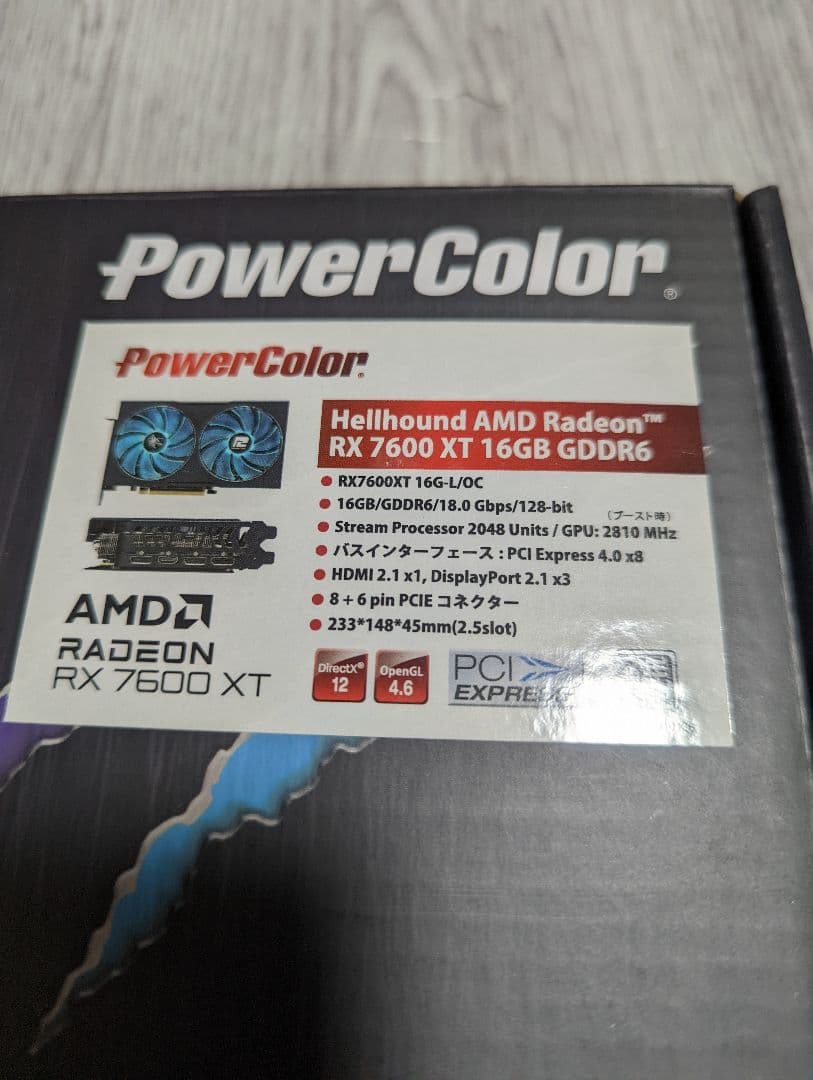 PowerColor®
PowerColor®
Hellhound AMD Radeon™
RX 7600 XT 16GB GDDR6
● RX7600XT 16G-L/OC
● 16GB/GDDR6/18.0 Gbps/128-bit
(ブースト時)
● Stream Processor 2048 Units / GPU: 2810 MHz
● バスインターフェース : PCI Express 4.0 x8
● HDMI 2.1 x1, DisplayPort 2.1 x3
● 8 + 6 pin PCIE コネクター
● 233*148*45mm(2.5slot)
AMD
RADEON
RX 7600 XT
DirectX®
12
OpenGL
4.6
PCI
EXPRESS